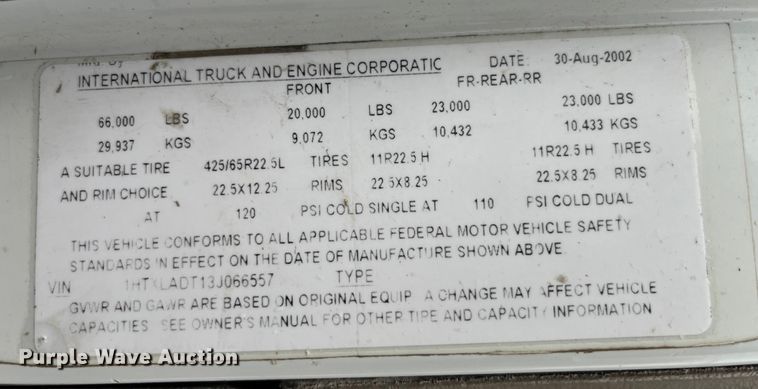 INTERNATIONAL TRUCK AND ENGINE CORPORATIC DATE: 30-Aug-2002
FRONT FR-REAR-RR
66,000 LBS 20,000 LBS 23,000 23,000 LBS
29,937 KGS 9,072 KGS 10,432 10,433 KGS
A SUITABLE TIRE 425/65R22.5L TIRES 11R22.5 H 11R22.5 H TIRES
AND RIM CHOICE 22.5X12.25 RIMS 22.5X8.25 22.5X8.25 RIMS
AT 120 PSI COLD SINGLE AT 110 PSI COLD DUAL
THIS VEHICLE CONFORMS TO ALL APPLICABLE FEDERAL MOTOR VEHICLE SAFETY
STANDARDS IN EFFECT ON THE DATE OF MANUFACTURE SHOWN ABOVE
VIN TYPE
GVWR AND GAWR ARE BASED ON ORIGINAL EQUIP A CHANGE MAY AFFECT VEHICLE
CAPACITIES SEE OWNER'S MANUAL FOR OTHER TIRE AND CAPACITY INFORMATION
Purple Wave Auction